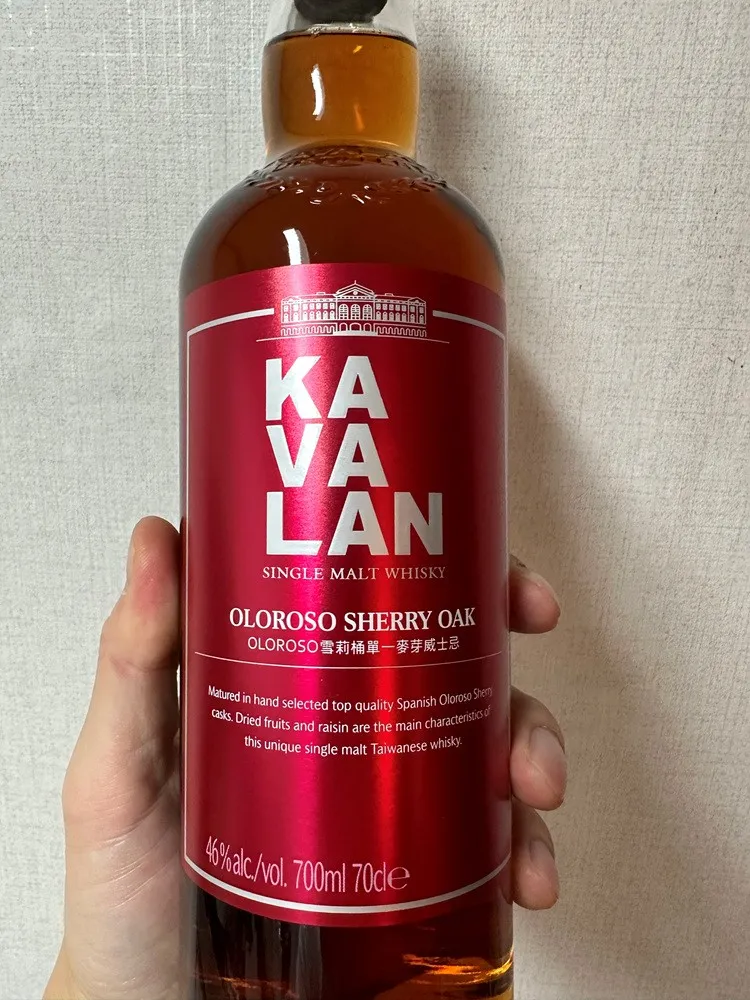 KA
VA
LAN
SINGLE MALT WHISKY
OLOROSO SHERRY OAK
OLOROSO雪莉桶單一麥芽威士忌
Matured in hand selected top quality Spanish Oloroso Sherry
casks. Dried fruits and raisin are the main characteristics of
this unique single malt Taiwanese whisky.
46%alc./vol. 700ml 70cl℮